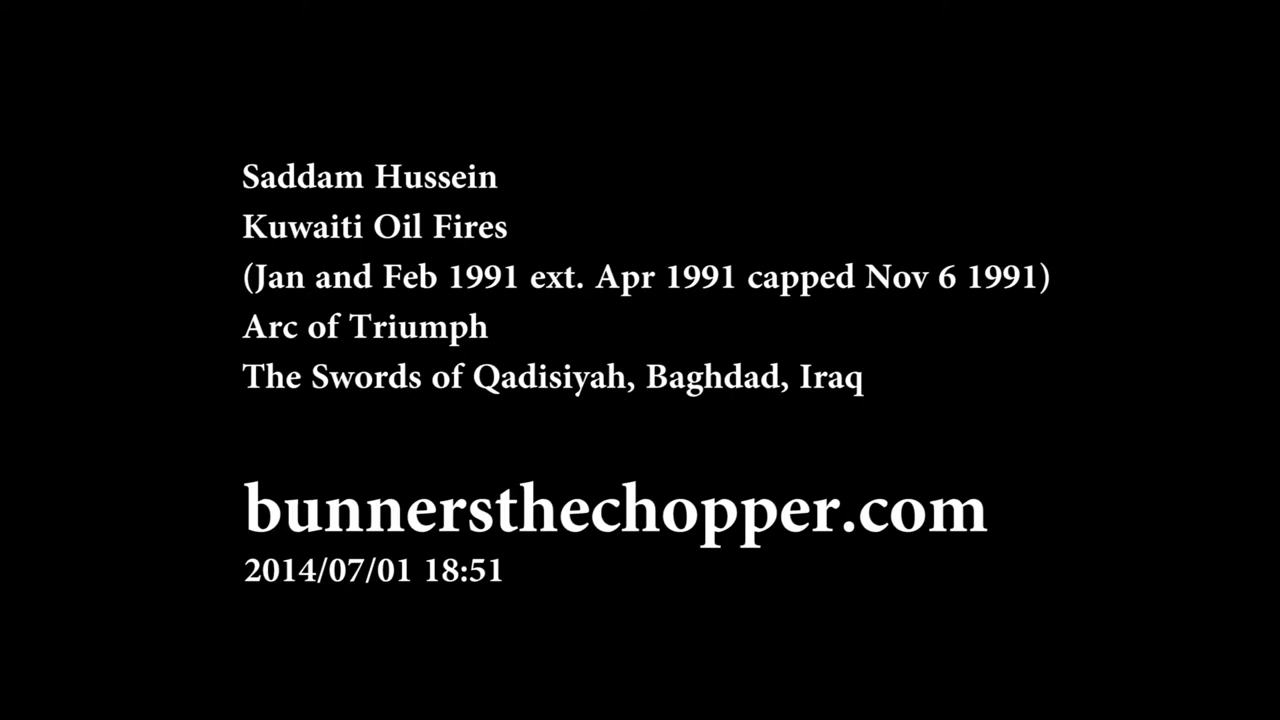 Saddam Hussein
Kuwaiti Oil Fires
(Jan and Feb 1991 ext. Apr 1991 capped Nov 6 1991)
Arc of Triumph
The Swords of Qadisiyah, Baghdad, Iraq
bunnersthechopper.com
2014/07/01 18:51